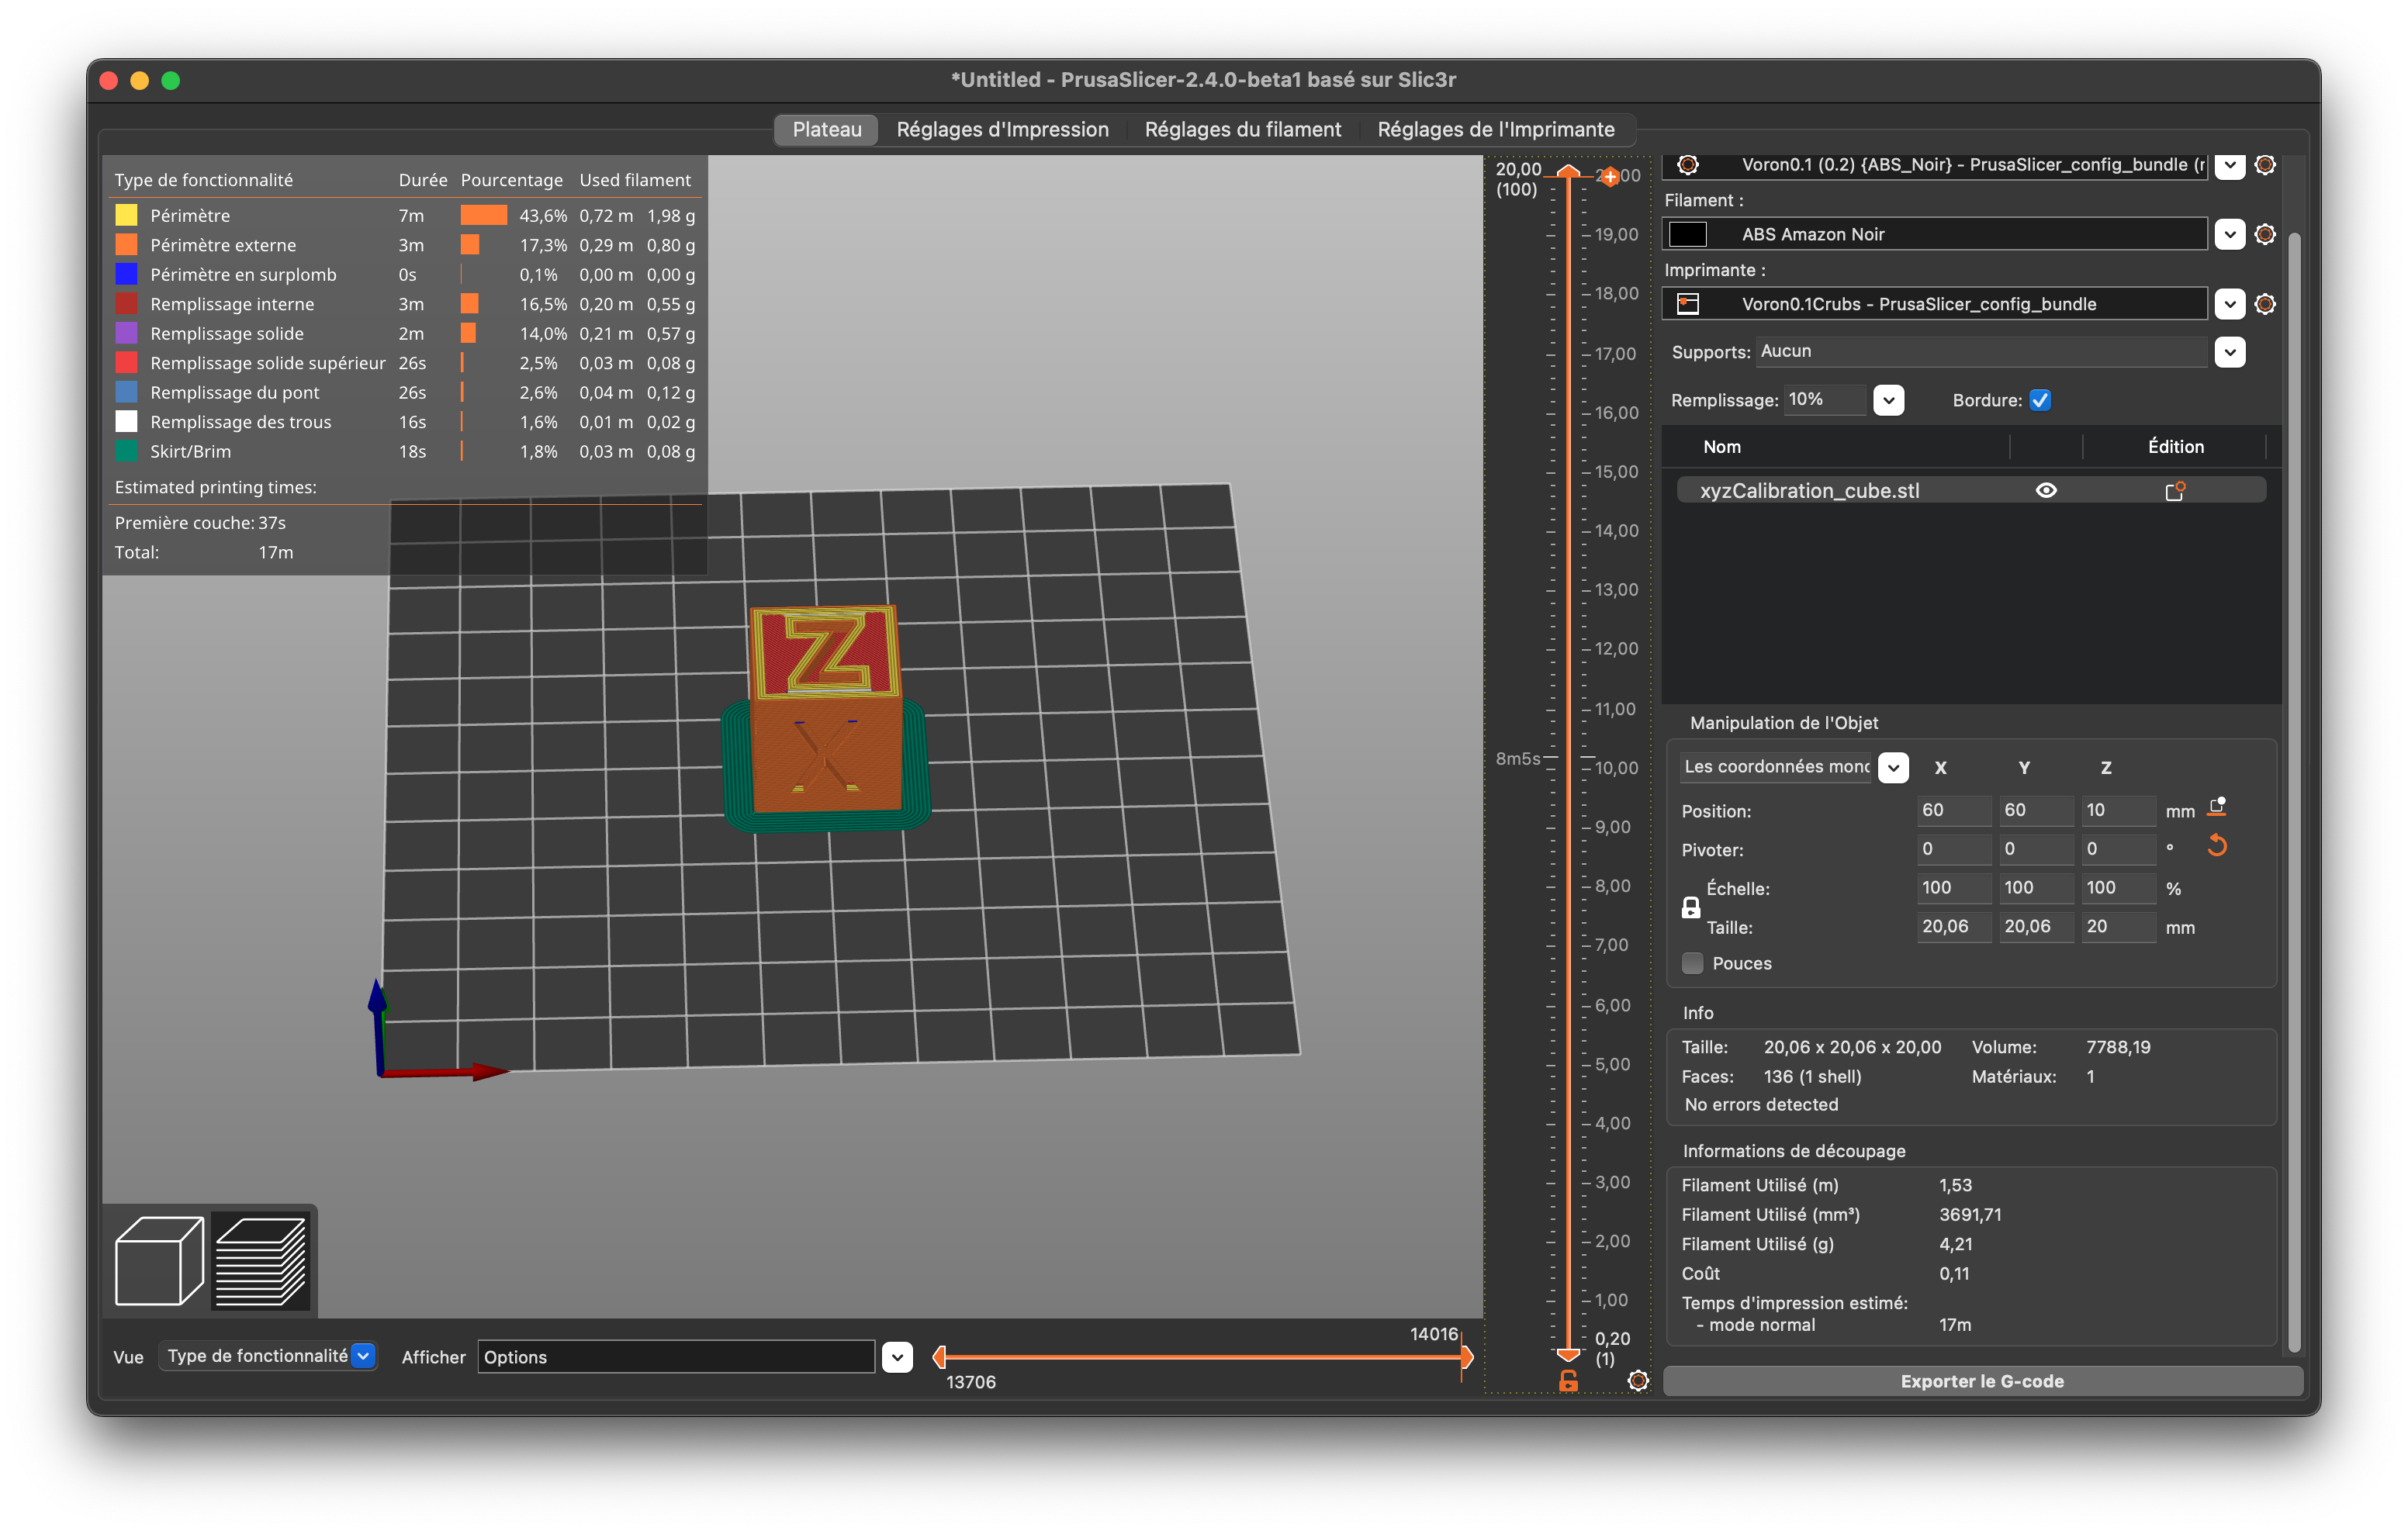 *Untitled - PrusaSlicer-2.4.0-beta1 basé sur Slic3r
Plateau Réglages d'Impression Réglages du filament Réglages de l'Imprimante
Type de fonctionnalité Durée Pourcentage Used filament
Périmètre 7m 43,6% 0,72 m 1,98 g
Périmètre externe 3m 17,3% 0,29 m 0,80 g
Périmètre en surplomb 0s 0,1% 0,00 m 0,00 g
Remplissage interne 3m 16,5% 0,20 m 0,55 g
Remplissage solide 2m 14,0% 0,21 m 0,57 g
Remplissage solide supérieur 26s 2,5% 0,03 m 0,08 g
Remplissage du pont 26s 2,6% 0,04 m 0,12 g
Remplissage des trous 16s 1,6% 0,01 m 0,02 g
Skirt/Brim 18s 1,8% 0,03 m 0,08 g
Estimated printing times:
Première couche: 37s
Total: 17m
Z
X
Vue Type de fonctionnalité Afficher Options
14016
13706
20,00
(100)
19,00
18,00
17,00
16,00
15,00
14,00
13,00
12,00
11,00
8m5s
10,00
9,00
8,00
7,00
6,00
5,00
4,00
3,00
2,00
1,00
0,20
(1)
Voron0.1 (0.2) {ABS_Noir} - PrusaSlicer_config_bundle (r
Filament :
ABS Amazon Noir
Imprimante :
Voron0.1Crubs - PrusaSlicer_config_bundle
Supports: Aucun
Remplissage: 10% Bordure:
Nom Édition
xyzCalibration_cube.stl
Manipulation de l'Objet
Les coordonnées mond X Y Z
Position: 60 60 10 mm
Pivoter: 0 0 0 °
Échelle: 100 100 100 %
Taille: 20,06 20,06 20 mm
Pouces
Info
Taille: 20,06 x 20,06 x 20,00 Volume: 7788,19
Faces: 136 (1 shell) Matériaux: 1
No errors detected
Informations de découpage
Filament Utilisé (m) 1,53
Filament Utilisé (mm³) 3691,71
Filament Utilisé (g) 4,21
Coût 0,11
Temps d'impression estimé:
- mode normal 17m
Exporter le G-code